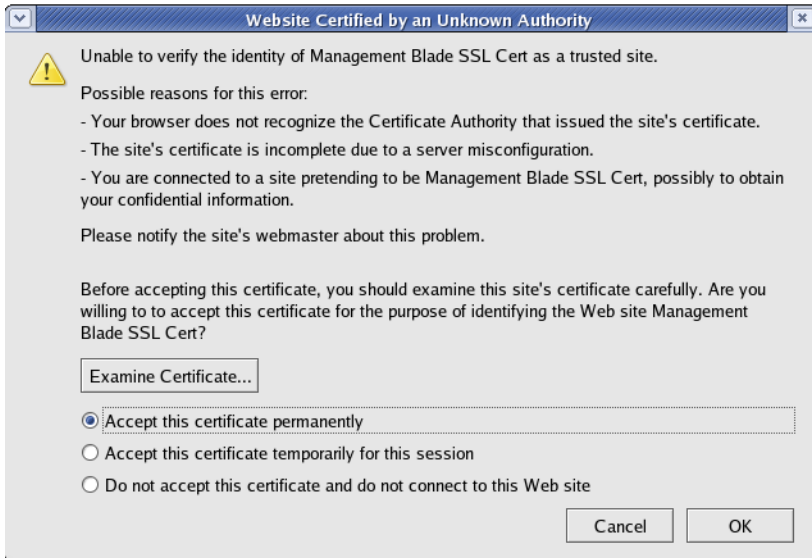 Website Certified by an Unknown Authority
Unable to verify the identity of Management Blade SSL Cert as a trusted site.
Possible reasons for this error:
- Your browser does not recognize the Certificate Authority that issued the site's certificate.
- The site's certificate is incomplete due to a server misconfiguration.
- You are connected to a site pretending to be Management Blade SSL Cert, possibly to obtain
your confidential information.
Please notify the site's webmaster about this problem.
Before accepting this certificate, you should examine this site's certificate carefully. Are you
willing to to accept this certificate for the purpose of identifying the Web site Management
Blade SSL Cert?
Examine Certificate...
Accept this certificate permanently
Accept this certificate temporarily for this session
Do not accept this certificate and do not connect to this Web site
Cancel
OK